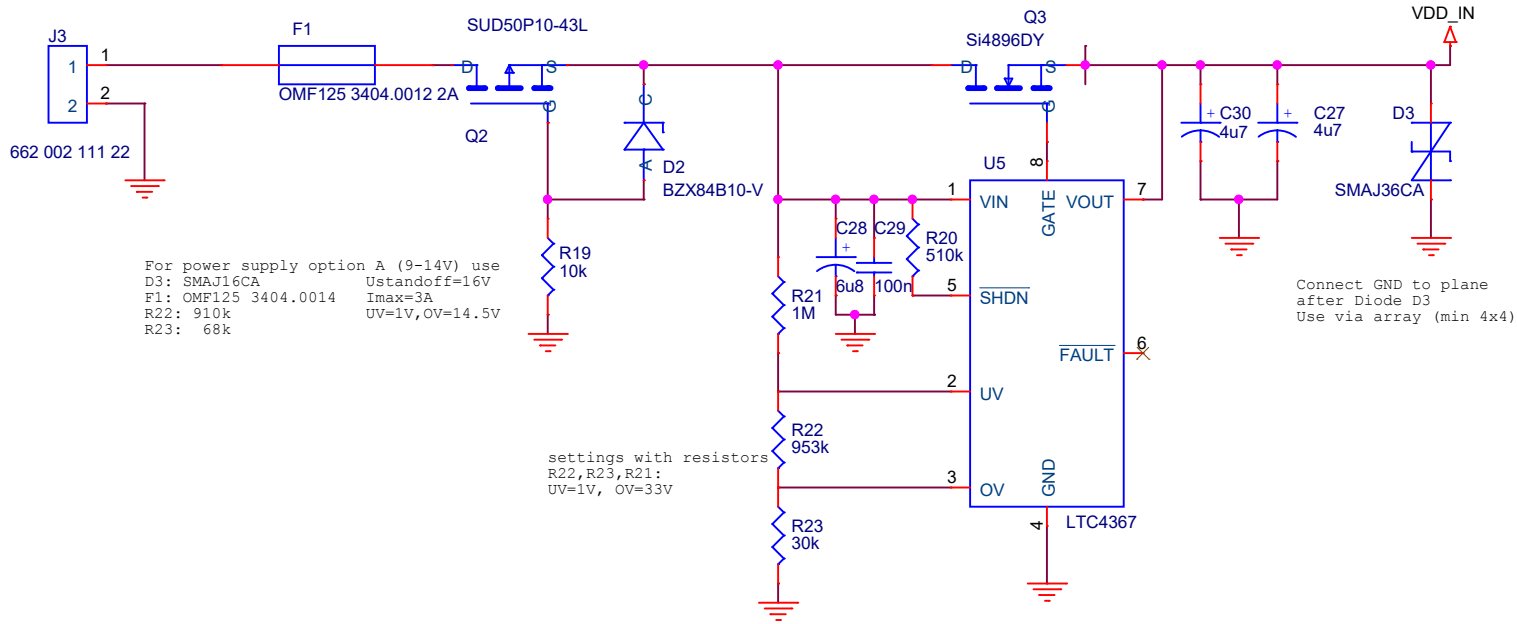 VDD_IN
J3
F1
SUD50P10-43L
Q3
Si4896DY
1
1
2
2
D
S
G
D
S
G
OMF125 3404.0012 2A
Q2
662 002 111 22
C
A
D2
BZX84B10-V
C30
4u7
C27
4u7
D3
SMAJ36CA
U5
8
1
VIN
VOUT
7
GATE
C28
C29
R20
510k
6u8
100n
5
SHDN
R19
10k
R21
1M
6
FAULT
2
UV
R22
953k
3
OV
GND
4
LTC4367
R23
30k
For power supply option A (9-14V) use
D3: SMAJ16CA Ustandoff=16V
F1: OMF125 3404.0014 Imax=3A
R22: 910k UV=1V,OV=14.5V
R23: 68k
settings with resistors
R22,R23,R21:
UV=1V, OV=33V
Connect GND to plane
after Diode D3
Use via array (min 4x4)